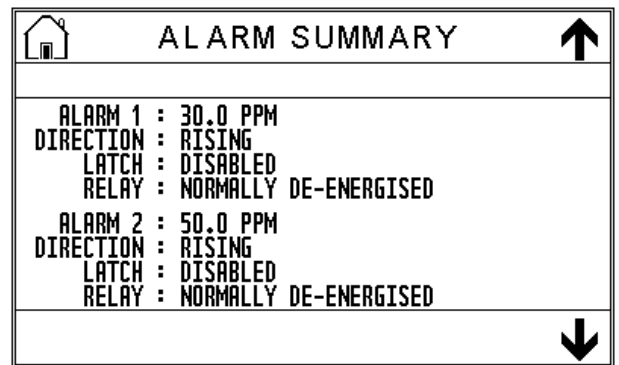 ALARM SUMMARY
ALARM 1 : 30.0 PPM
DIRECTION : RISING
LATCH : DISABLED
RELAY : NORMALLY DE-ENERGISED
ALARM 2 : 50.0 PPM
DIRECTION : RISING
LATCH : DISABLED
RELAY : NORMALLY DE-ENERGISED